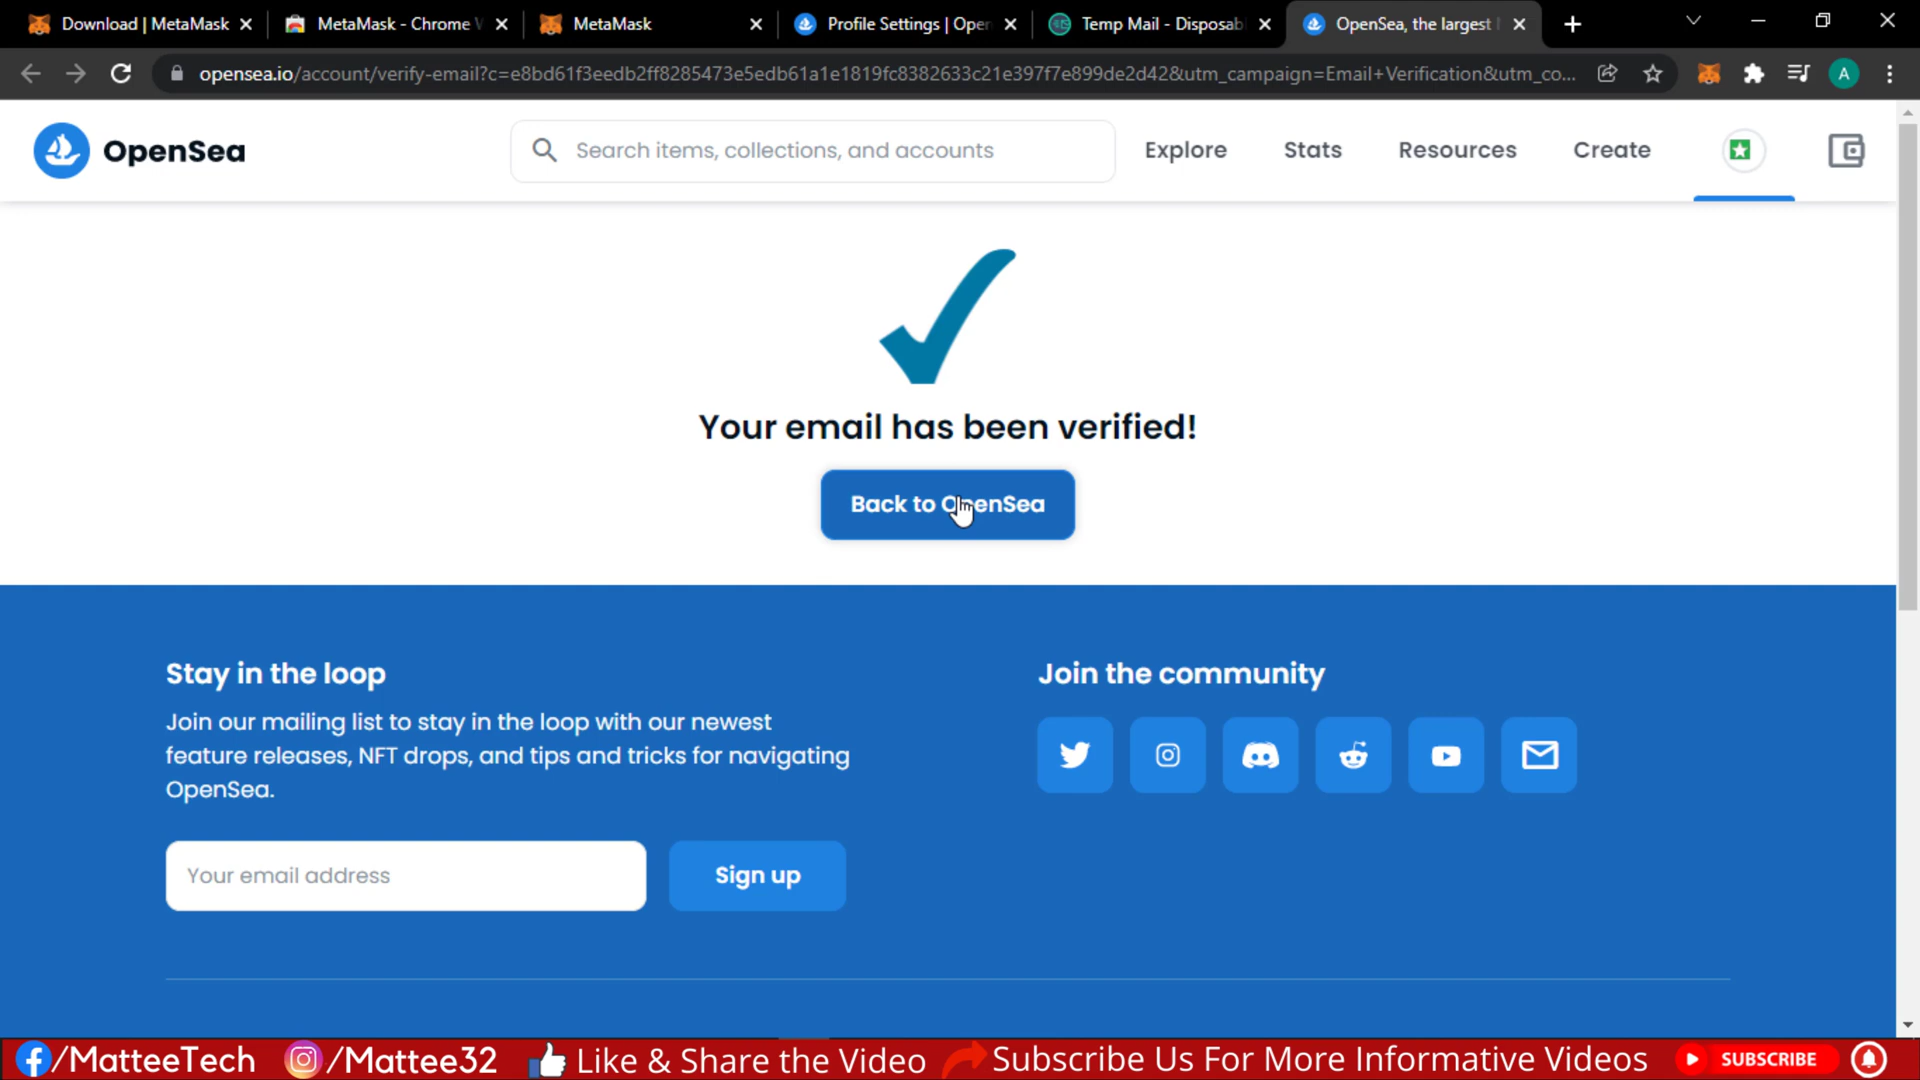 Download | MetaMask
MetaMask - Chrome W
MetaMask
Profile Settings | Open
Temp Mail - Disposabl
OpenSea, the largest N
opensea.io/account/verify-email?c=e8bd61f3eedb2ff8285473e5edb61a1e1819fc8382633c21e397f7e899de2d42&utm_campaign=Email+Verification&utm_co...
A
OpenSea
Search items, collections, and accounts
Explore
Stats
Resources
Create
Your email has been verified!
Back to OpenSea
Stay in the loop
Join our mailing list to stay in the loop with our newest
feature releases, NFT drops, and tips and tricks for navigating
OpenSea.
Your email address
Sign up
Join the community
/MatteeTech
/Mattee32
Like & Share the Video
Subscribe Us For More Informative Videos
SUBSCRIBE